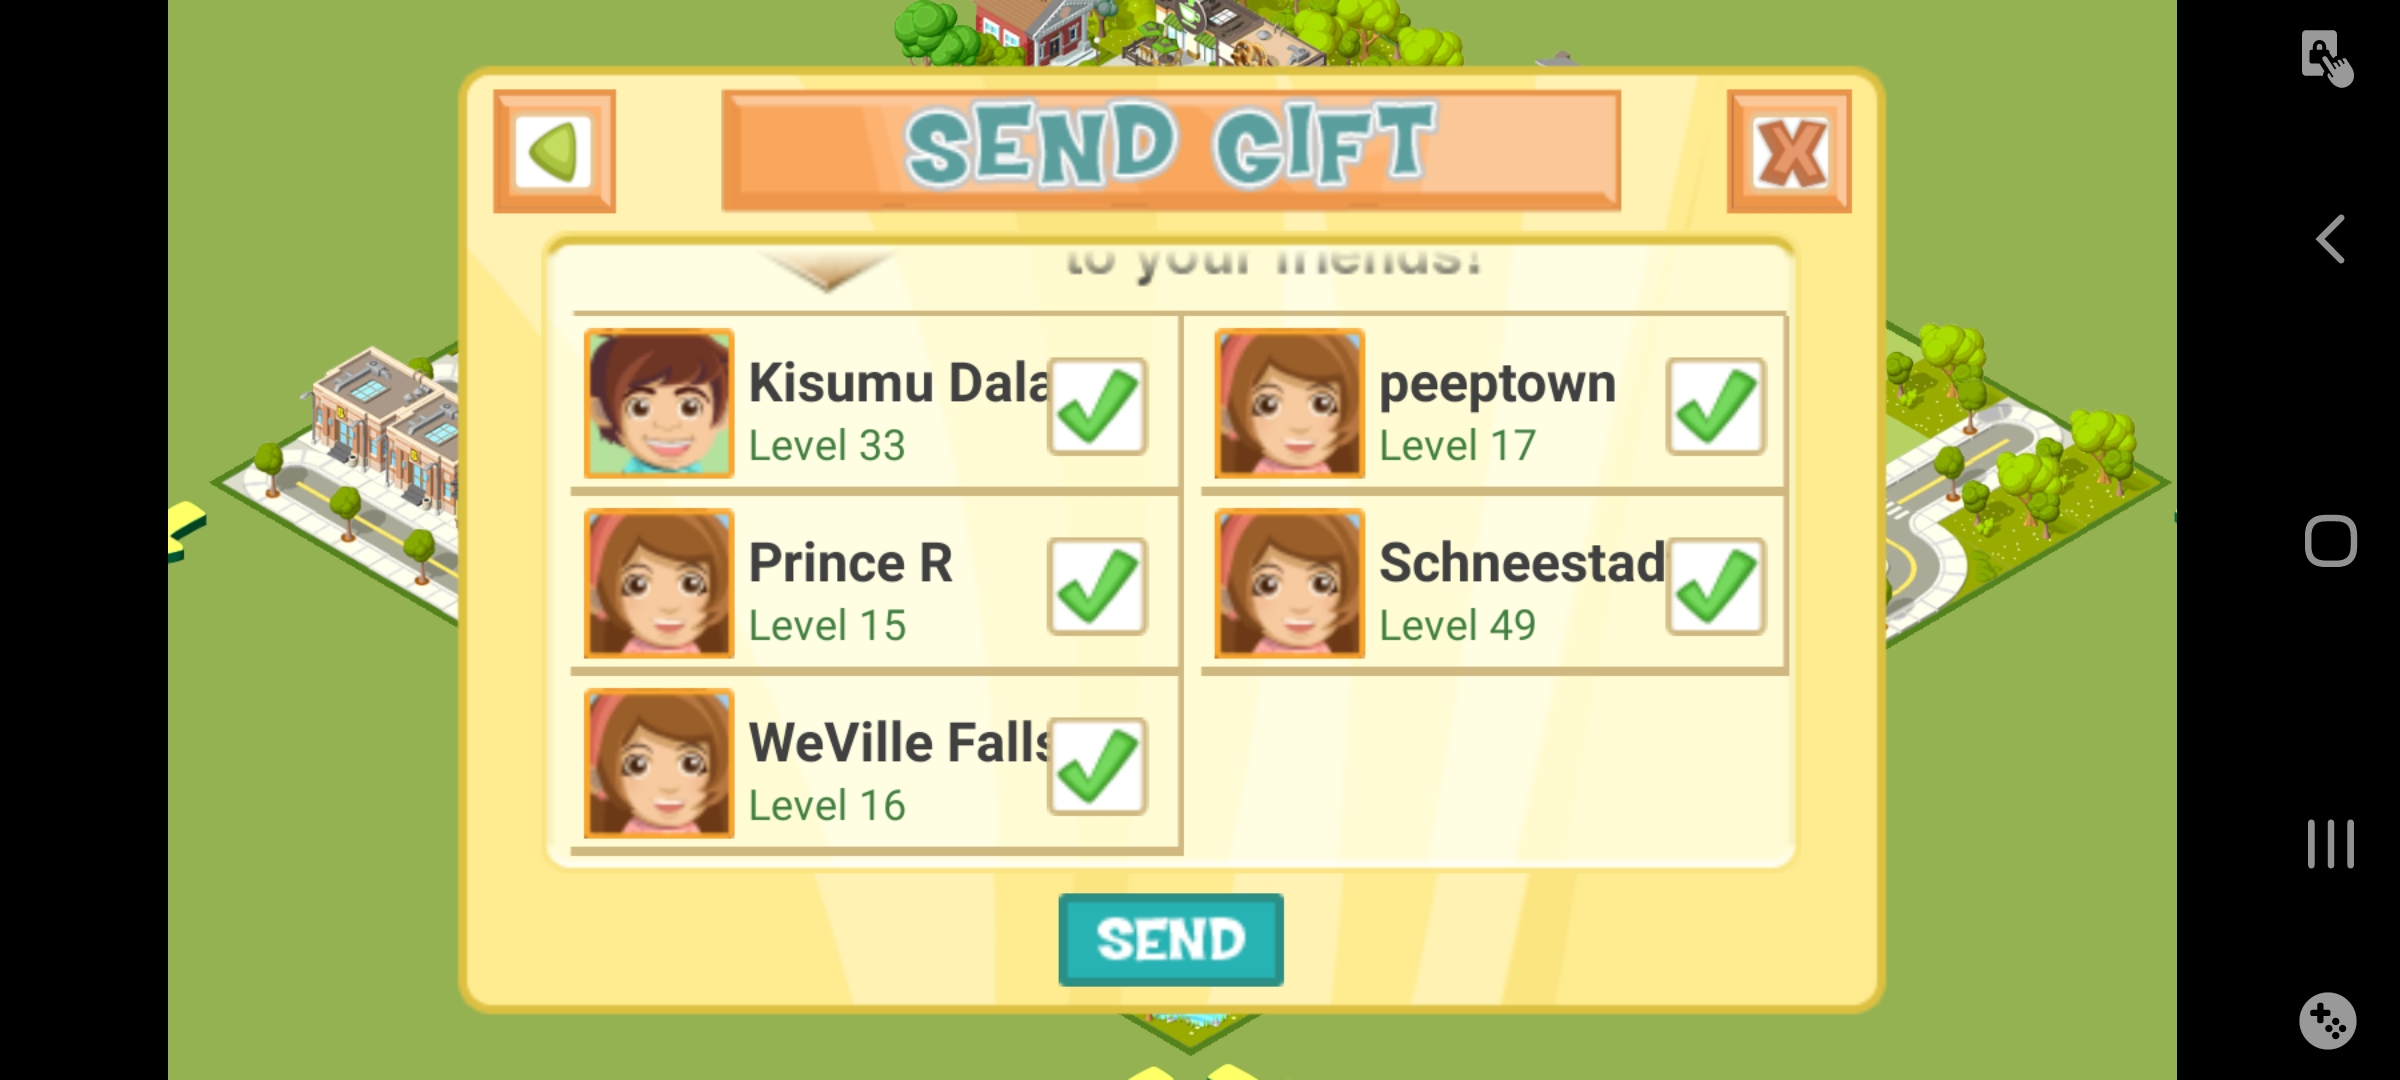 SEND GIFT
to your friends!
Kisumu Dala
Level 33
peeptown
Level 17
Prince R
Level 15
Schneestad
Level 49
WeVille Falls
Level 16
SEND